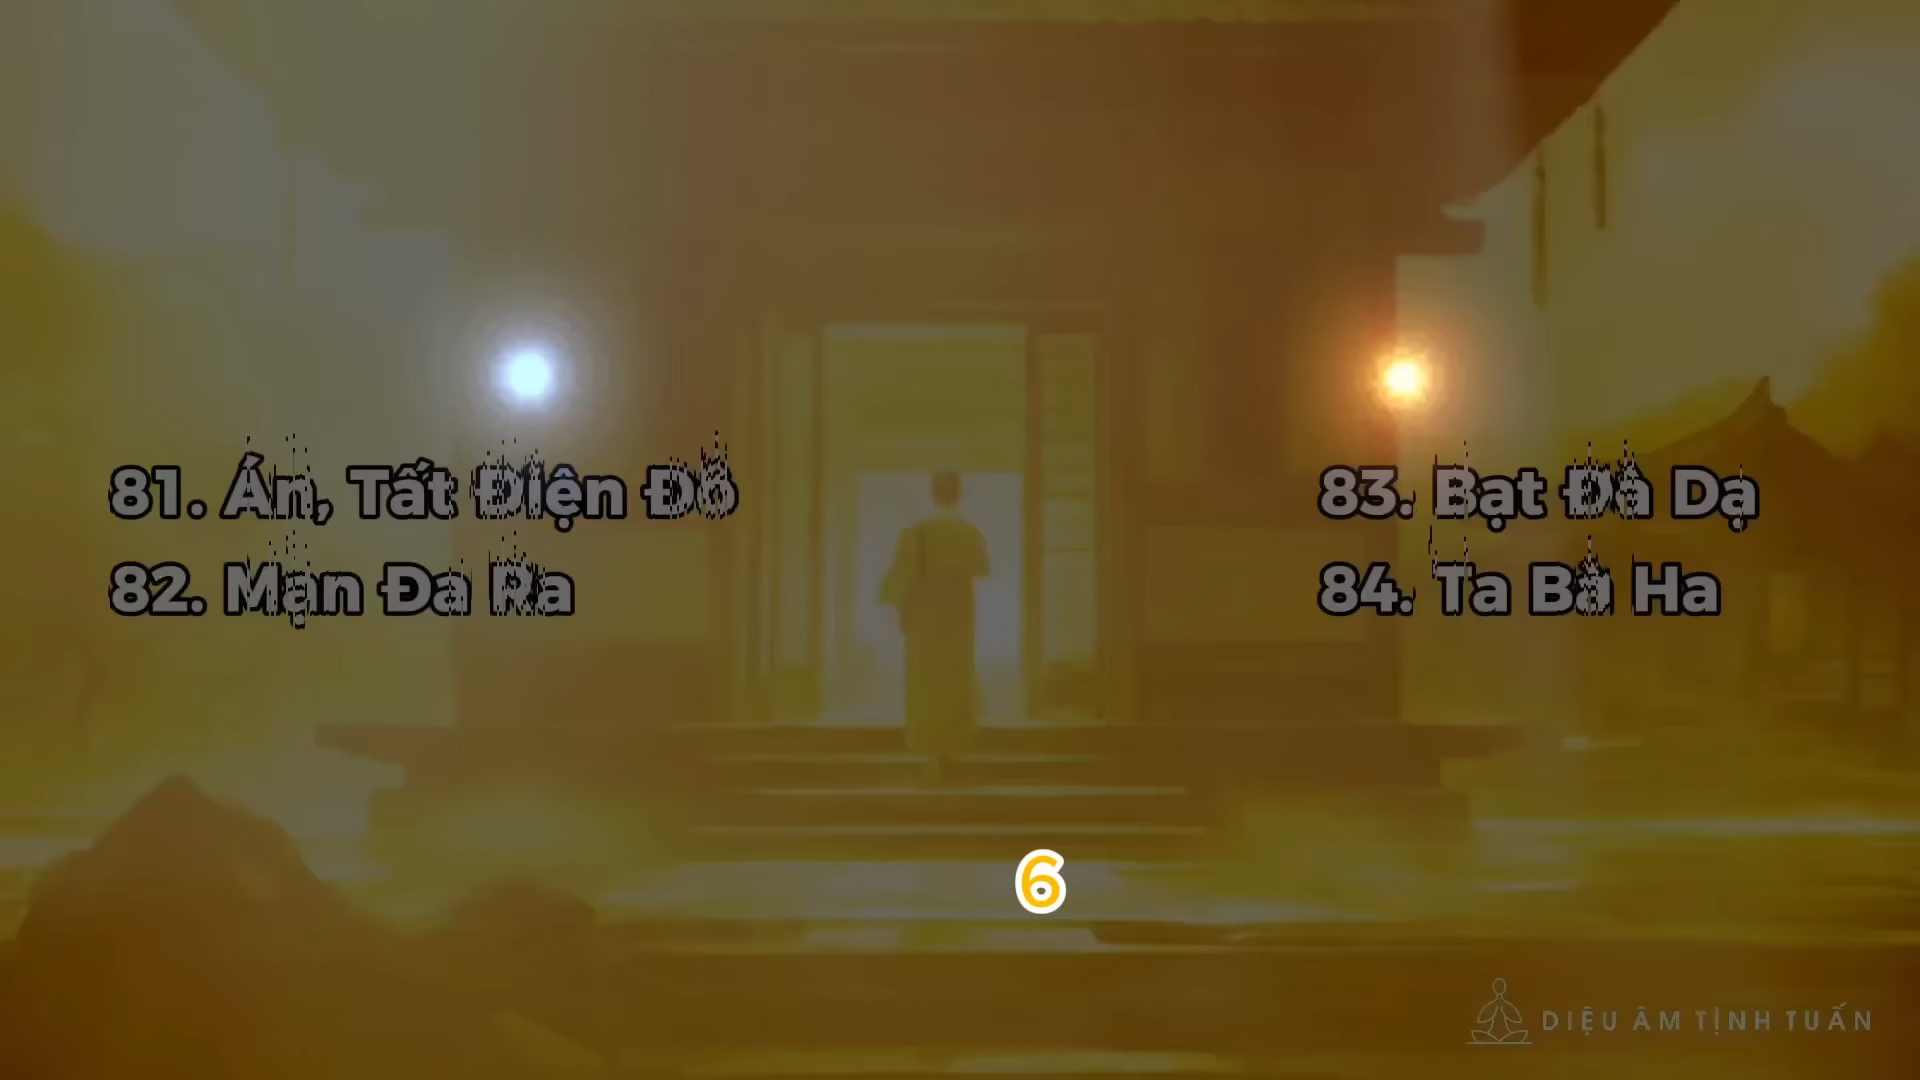 81. Án, Tất Điện Đô
82. Mạn Đa Ra
83. Bạt Đà Dạ
84. Ta Bà Ha
6
DIỆU ÂM TỊNH TUẤN